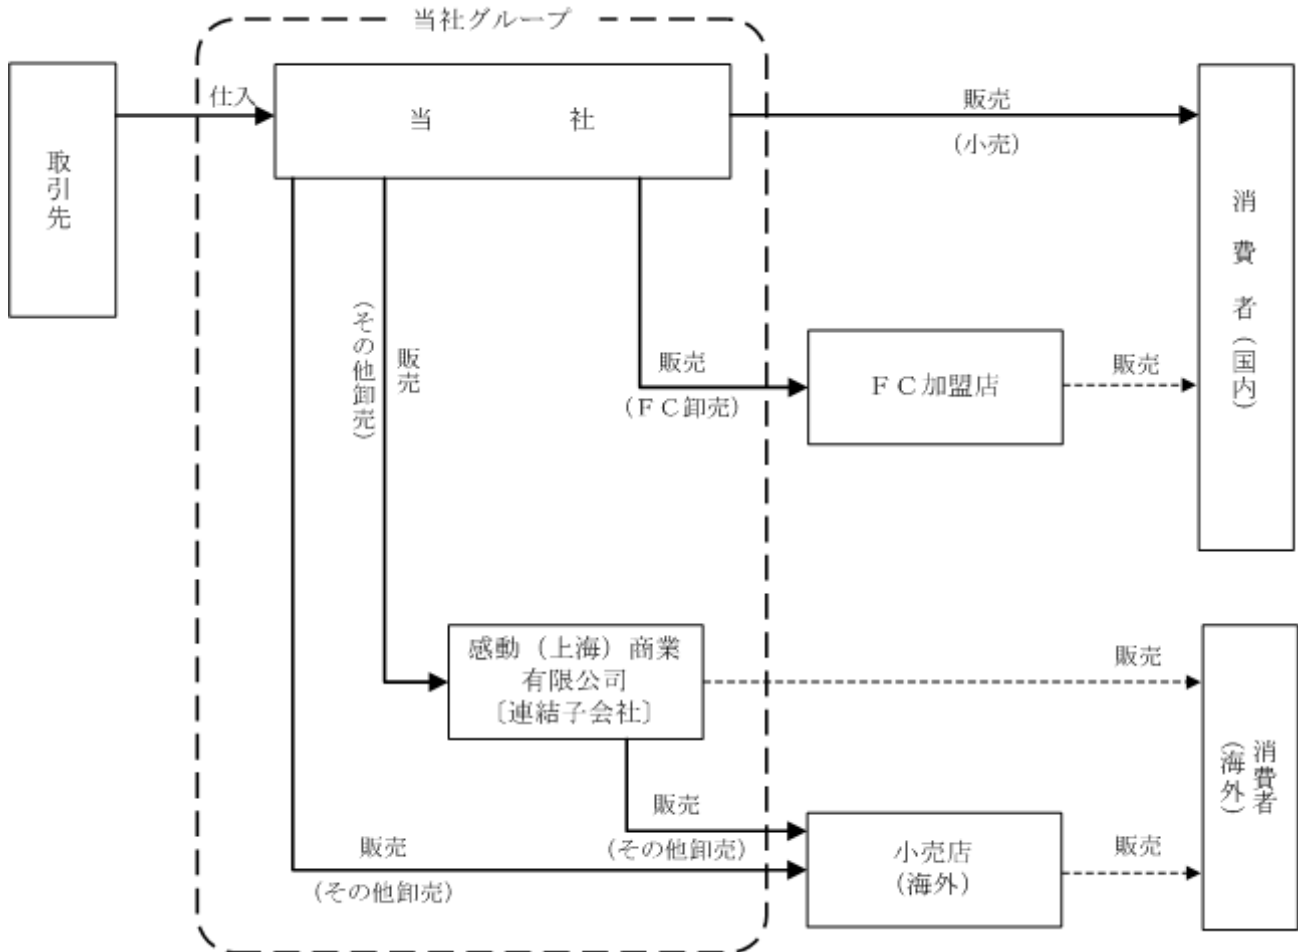 当社グループ
仕入
当　　社
販売
(小売)
取引先
消費者(国内)
(その他卸売)
販売
販売
(FC卸売)
FC加盟店
販売
感動(上海)商業
有限公司
〔連結子会社〕
販売
消費者
(海外)
販売
(その他卸売)
販売
(その他卸売)
小売店
(海外)
販売